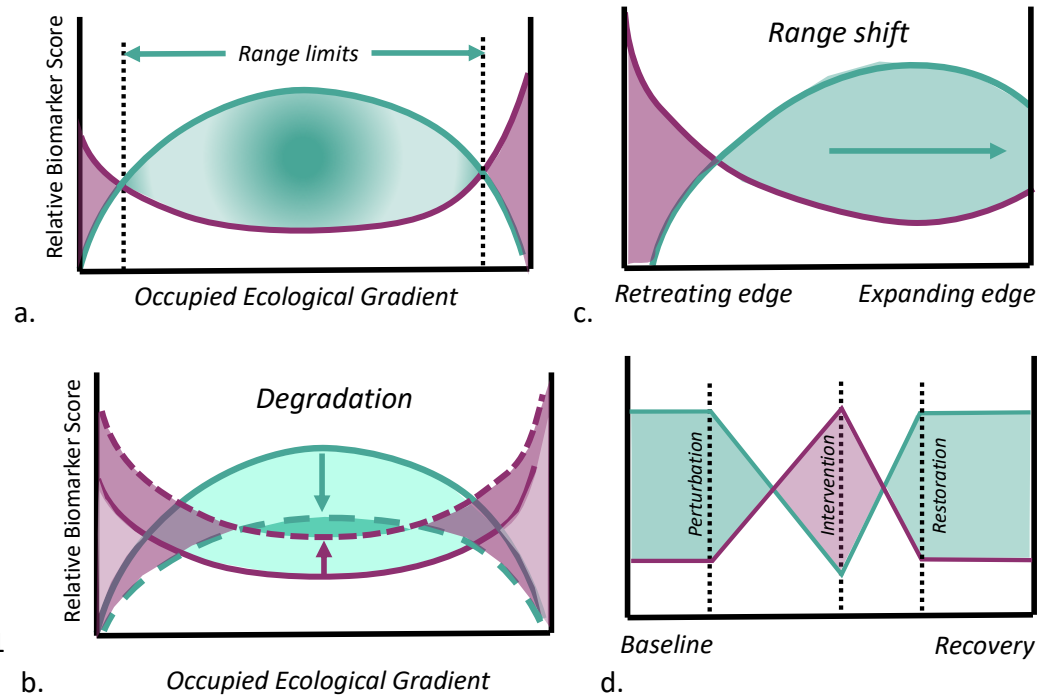 Relative Biomarker Score
Range limits
Occupied Ecological Gradient
a.
Range shift
Retreating edge
Expanding edge
c.
Relative Biomarker Score
Degradation
Occupied Ecological Gradient
b.
Perturbation
Intervention
Restoration
Baseline
Recovery
d.